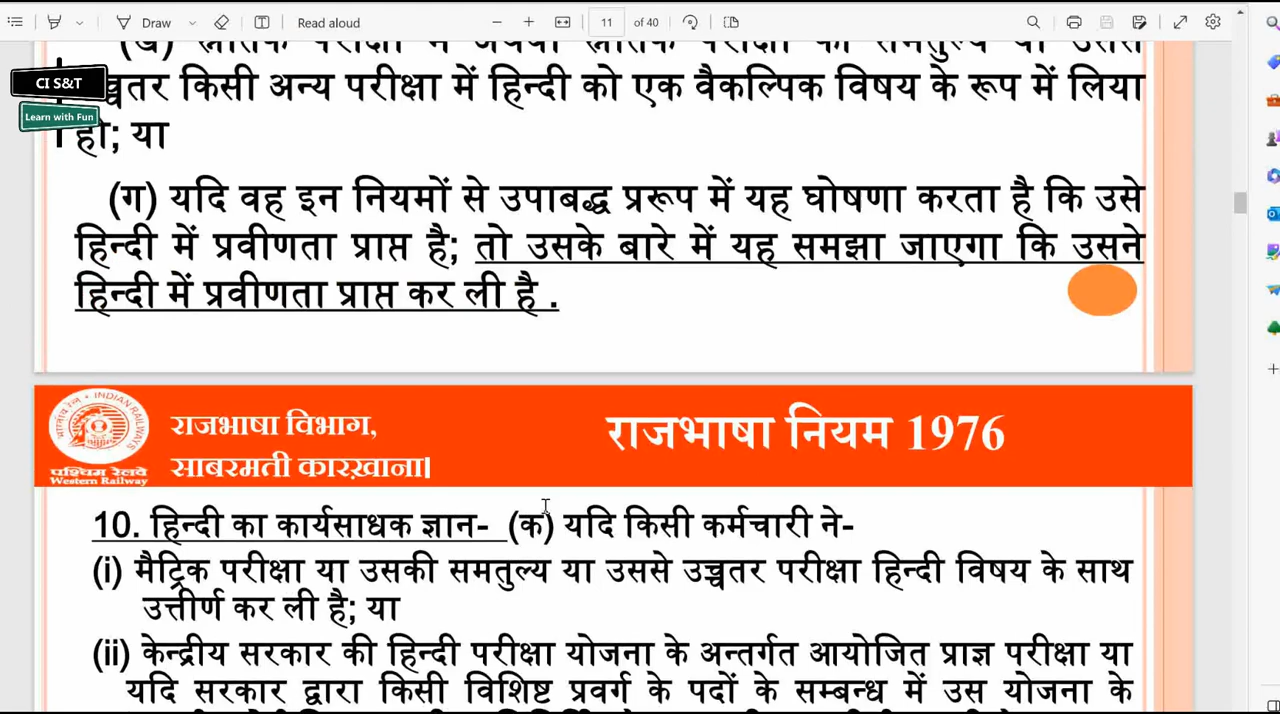 Draw
Read aloud
11 of 40
CI S&T
Learn with Fun
उच्चतर किसी अन्य परीक्षा में हिन्दी को एक वैकल्पिक विषय के रूप में लिया
हो; या
(ग) यदि वह इन नियमों से उपाबद्ध प्ररूप में यह घोषणा करता है कि उसे
हिन्दी में प्रवीणता प्राप्त है; तो उसके बारे में यह समझा जाएगा कि उसने
हिन्दी में प्रवीणता प्राप्त कर ली है .
INDIAN RAILWAYS
भारतीय रेल
पश्चिम रेलवे
Western Railway
राजभाषा विभाग,
साबरमती कारख़ाना।
राजभाषा नियम 1976
10. हिन्दी का कार्यसाधक ज्ञान- (क) यदि किसी कर्मचारी ने-
(i) मैट्रिक परीक्षा या उसकी समतुल्य या उससे उच्चतर परीक्षा हिन्दी विषय के साथ
उत्तीर्ण कर ली है; या
(ii) केन्द्रीय सरकार की हिन्दी परीक्षा योजना के अन्तर्गत आयोजित प्राज्ञ परीक्षा या
यदि सरकार द्वारा किसी विशिष्ट प्रवर्ग के पदों के सम्बन्ध में उस योजना के